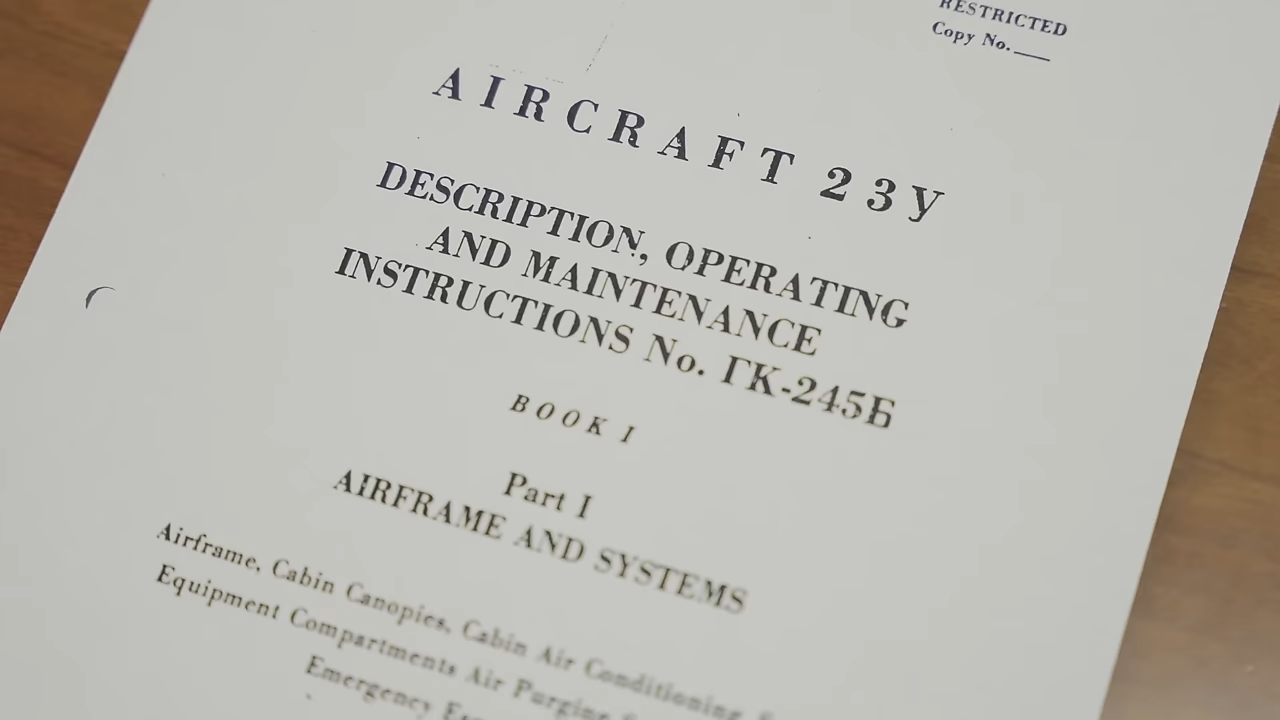 RESTRICTED
Copy No.___
AIRCRAFT 23У
DESCRIPTION, OPERATING
AND MAINTENANCE
INSTRUCTIONS No. ГК-245Б
BOOK I
Part I
AIRFRAME AND SYSTEMS
Airframe, Cabin Canopies, Cabin Air Conditioning
Equipment Compartments Air Purging
Emergency